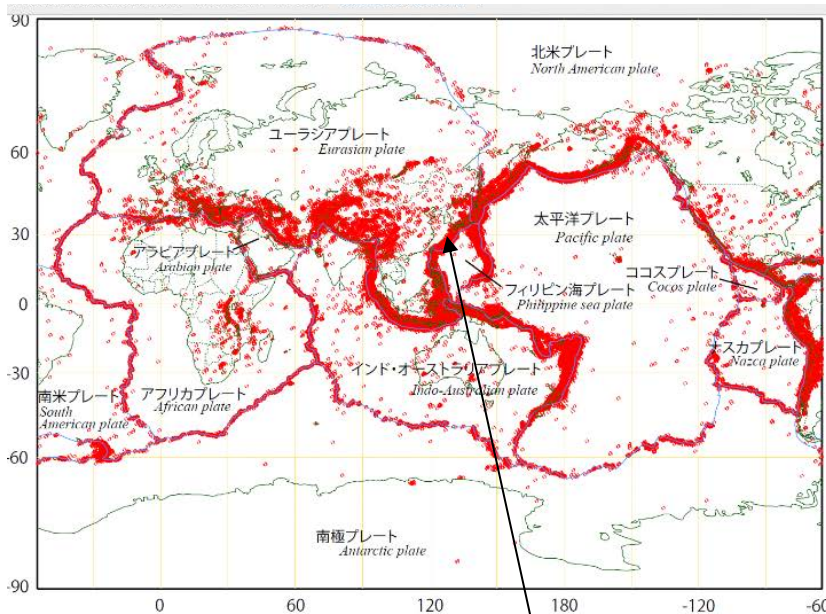 90
北米プレート
North American plate
ユーラシアプレート
Eurasian plate
60
太平洋プレート
Pacific plate
30
アラビアプレート
Arabian plate
ココスプレート
Cocos plate
フィリピン海プレート
Philippine sea plate
0
ナスカプレート
Nazca plate
インド・オーストラリアプレート
Indo-Australian plate
-30
南米プレート
South
American plate
アフリカプレート
African plate
-60
南極プレート
Antarctic plate
-90
0
60
120
180
-120
-60